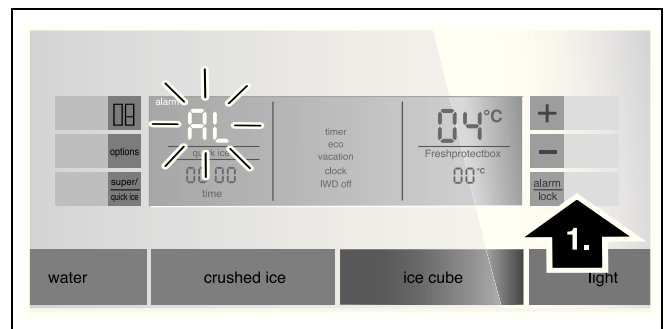 alarm
AL
04°C
+
options
quick ice
timer
eco
vacation
clock
IWD off
Freshprotectbox
−
super/
quick ice
00 00
time
00°C
alarm
lock
1.
water
crushed ice
ice cube
light